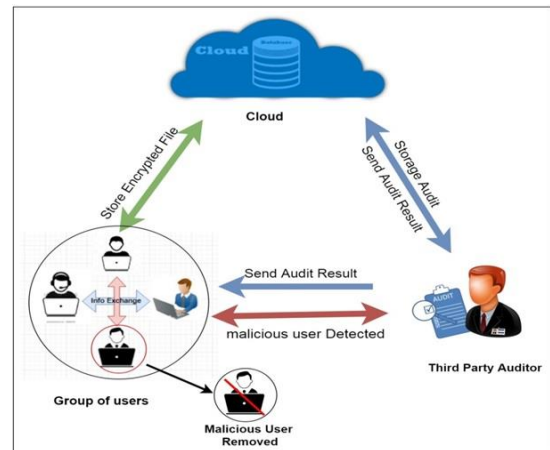 Cloud
Database
Cloud
Store Encrypted File
Storage Audit
Send Audit Result
Info Exchange
Send Audit Result
malicious user Detected
AUDIT
Third Party Auditor
Group of users
Malicious User
Removed